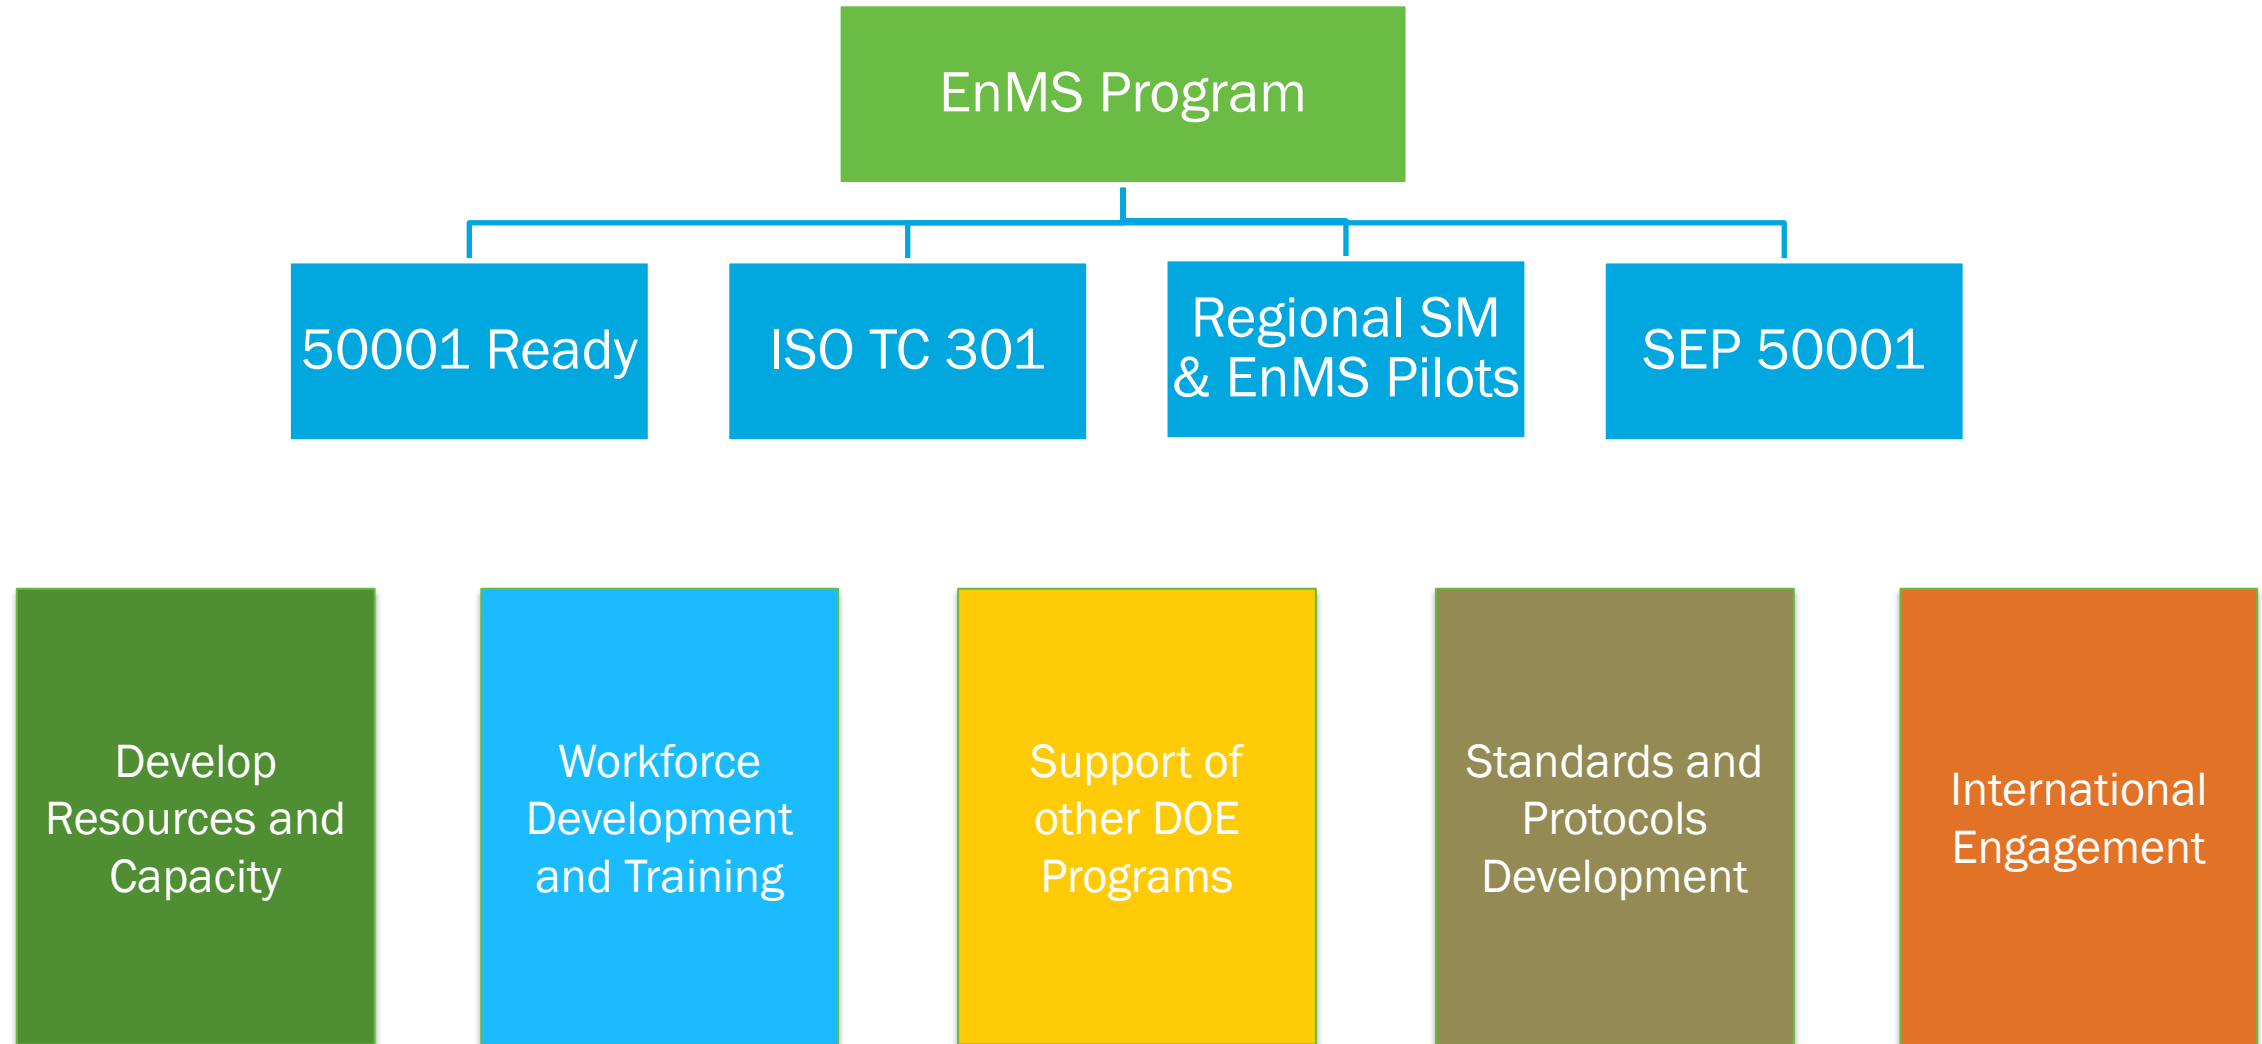 EnMS Program
50001 Ready
ISO TC 301
Regional SM
& EnMS Pilots
SEP 50001
Develop
Resources and
Capacity
Workforce
Development
and Training
Support of
other DOE
Programs
Standards and
Protocols
Development
International
Engagement